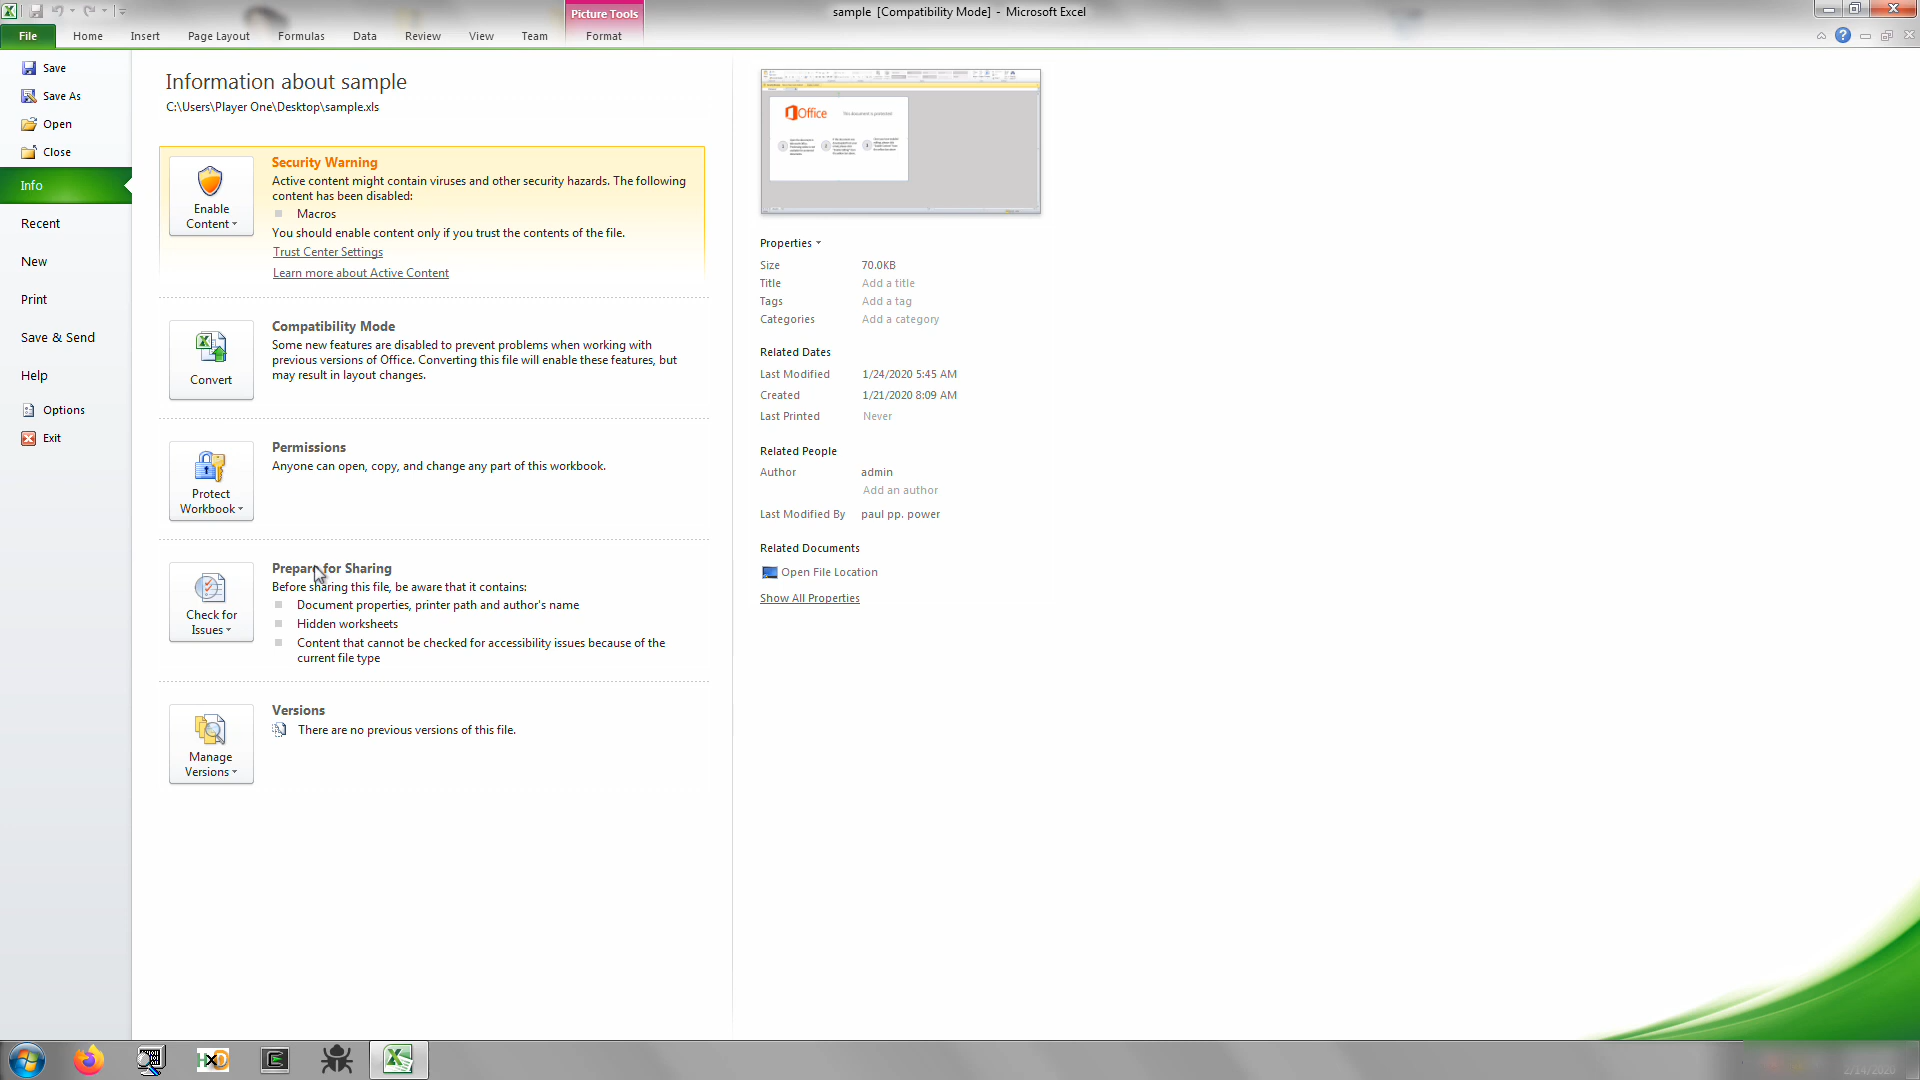 sample [Compatibility Mode] - Microsoft Excel
Picture Tools
File Home Insert Page Layout Formulas Data Review View Team Format
Save
Save As
Open
Close
Info
Recent
New
Print
Save & Send
Help
Options
Exit
Information about sample
C:\Users\Player One\Desktop\sample.xls
Enable
Content
Security Warning
Active content might contain viruses and other security hazards. The following
content has been disabled:
Macros
You should enable content only if you trust the contents of the file.
Trust Center Settings
Learn more about Active Content
Convert
Compatibility Mode
Some new features are disabled to prevent problems when working with
previous versions of Office. Converting this file will enable these features, but
may result in layout changes.
Protect
Workbook
Permissions
Anyone can open, copy, and change any part of this workbook.
Check for
Issues
Prepare for Sharing
Before sharing this file, be aware that it contains:
Document properties, printer path and author's name
Hidden worksheets
Content that cannot be checked for accessibility issues because of the
current file type
Manage
Versions
Versions
There are no previous versions of this file.
Office
This document is protected
Properties
Size 70.0KB
Title Add a title
Tags Add a tag
Categories Add a category
Related Dates
Last Modified 1/24/2020 5:45 AM
Created 1/21/2020 8:09 AM
Last Printed Never
Related People
Author admin
Add an author
Last Modified By paul pp. power
Related Documents
Open File Location
Show All Properties
2/14/2020